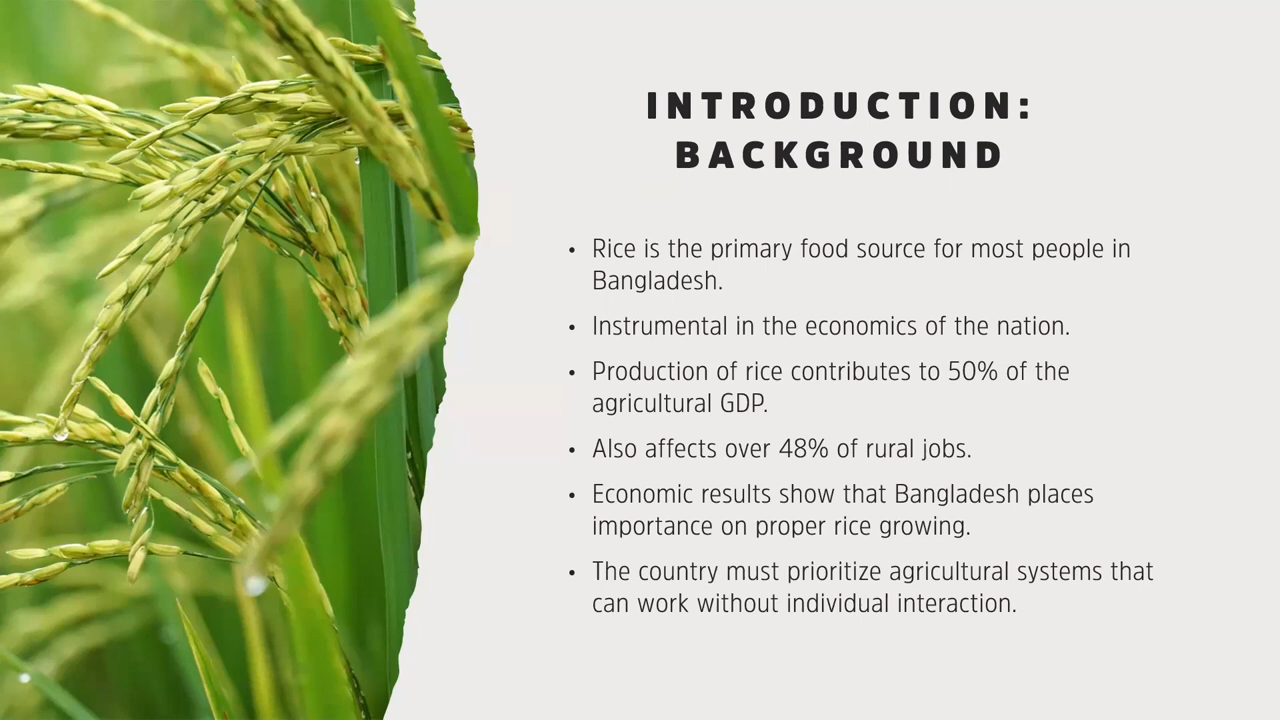 INTRODUCTION:
BACKGROUND
• Rice is the primary food source for most people in
Bangladesh.
• Instrumental in the economics of the nation.
• Production of rice contributes to 50% of the
agricultural GDP.
• Also affects over 48% of rural jobs.
• Economic results show that Bangladesh places
importance on proper rice growing.
• The country must prioritize agricultural systems that
can work without individual interaction.